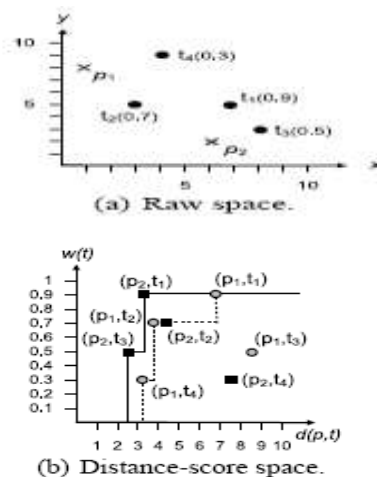 y
10
t₄(0,3)
p₁
t₁(0,9)
5
t₂(0,7)
t₃(0.5)
p₂
5 10
x
(a) Raw space.
w(t)
1
(p₂,t₁) (p₁,t₁)
0,9
0,8
(p₁,t₂)
0,7
0,6
(p₂,t₃) (p₂,t₂) (p₁,t₃)
0,5
0,4
0,3
(p₁,t₄) (p₂,t₄)
0,2
0,1
d(p,t)
1 2 3 4 5 6 7 8 9 10
(b) Distance-score space.